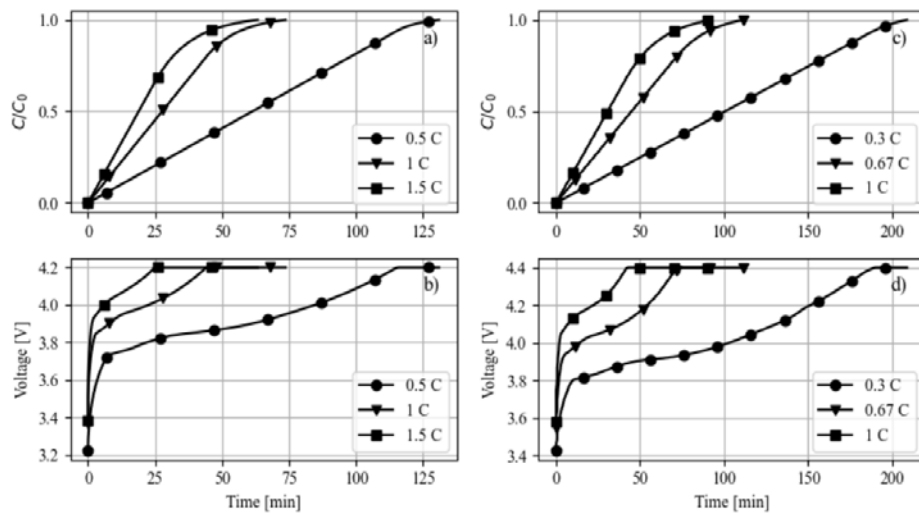 1.0
0.5
0.0
C/C0
a)
0.5 C
1 C
1.5 C
0 25 50 75 100 125
1.0
0.5
0.0
C/C0
c)
0.3 C
0.67 C
1 C
0 50 100 150 200
4.2
4.0
3.8
3.6
3.4
3.2
Voltage [V]
b)
0.5 C
1 C
1.5 C
0 25 50 75 100 125
Time [min]
4.4
4.2
4.0
3.8
3.6
3.4
Voltage [V]
d)
0.3 C
0.67 C
1 C
0 50 100 150 200
Time [min]